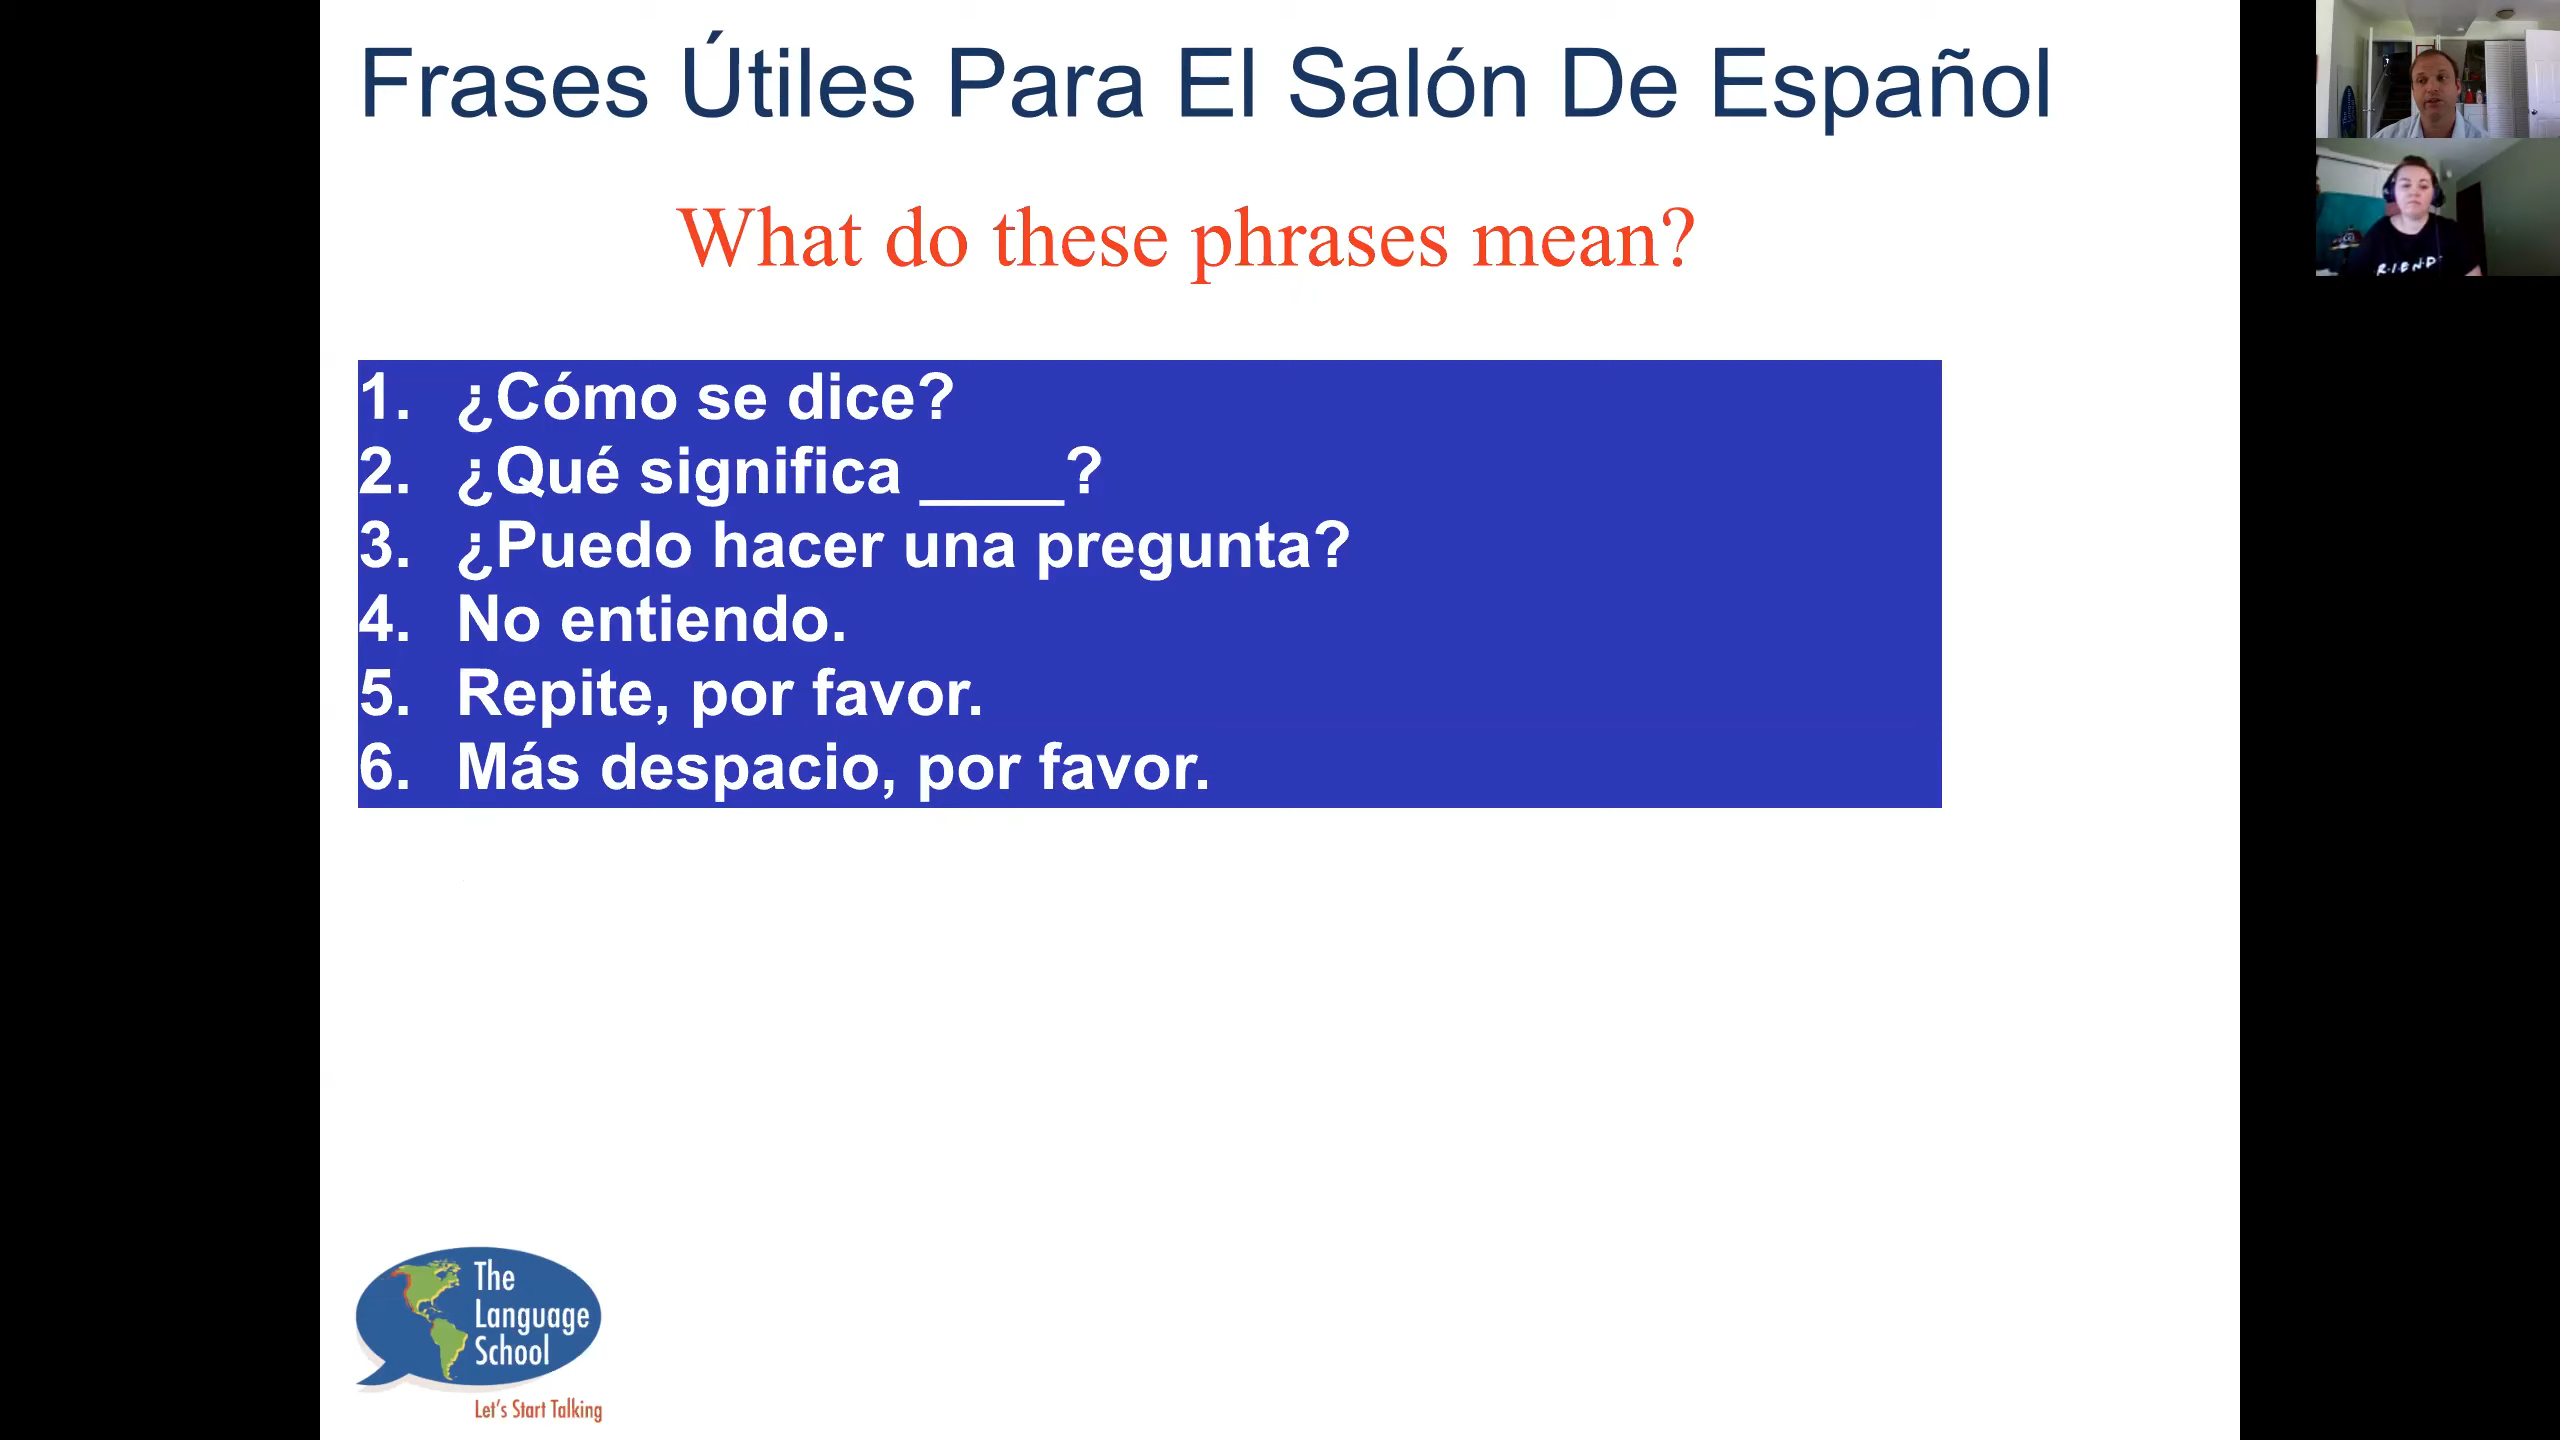 Frases Útiles Para El Salón De Español
What do these phrases mean?
1. ¿Cómo se dice?
2. ¿Qué significa ____?
3. ¿Puedo hacer una pregunta?
4. No entiendo.
5. Repite, por favor.
6. Más despacio, por favor.
The
Language
School
Let's Start Talking
R·I·E·N·D